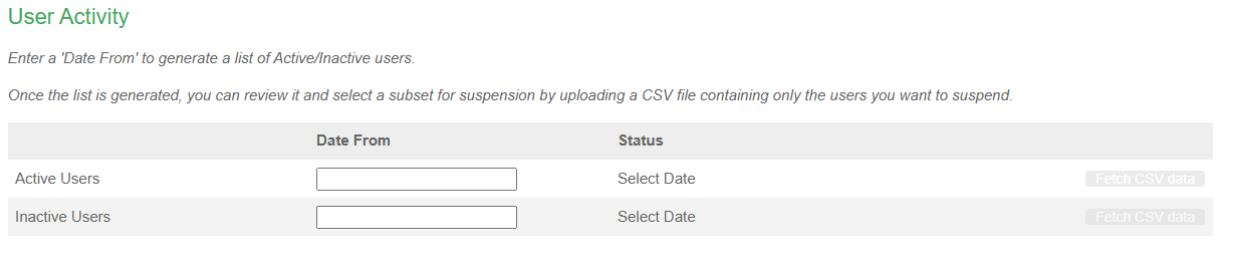 User Activity
Enter a 'Date From' to generate a list of Active/Inactive users.
Once the list is generated, you can review it and select a subset for suspension by uploading a CSV file containing only the users you want to suspend.
Date From Status
Active Users Select Date Fetch CSV data
Inactive Users Select Date Fetch CSV data